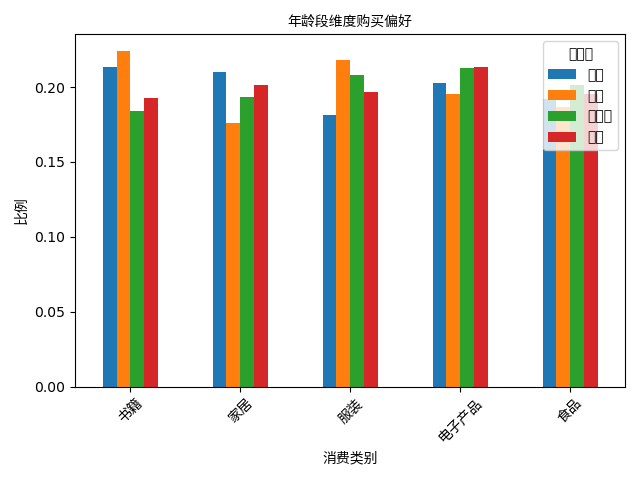 年龄段维度购买偏好
比例
0.20
0.15
0.10
0.05
0.00
书籍
家居
服装
电子产品
食品
消费类别